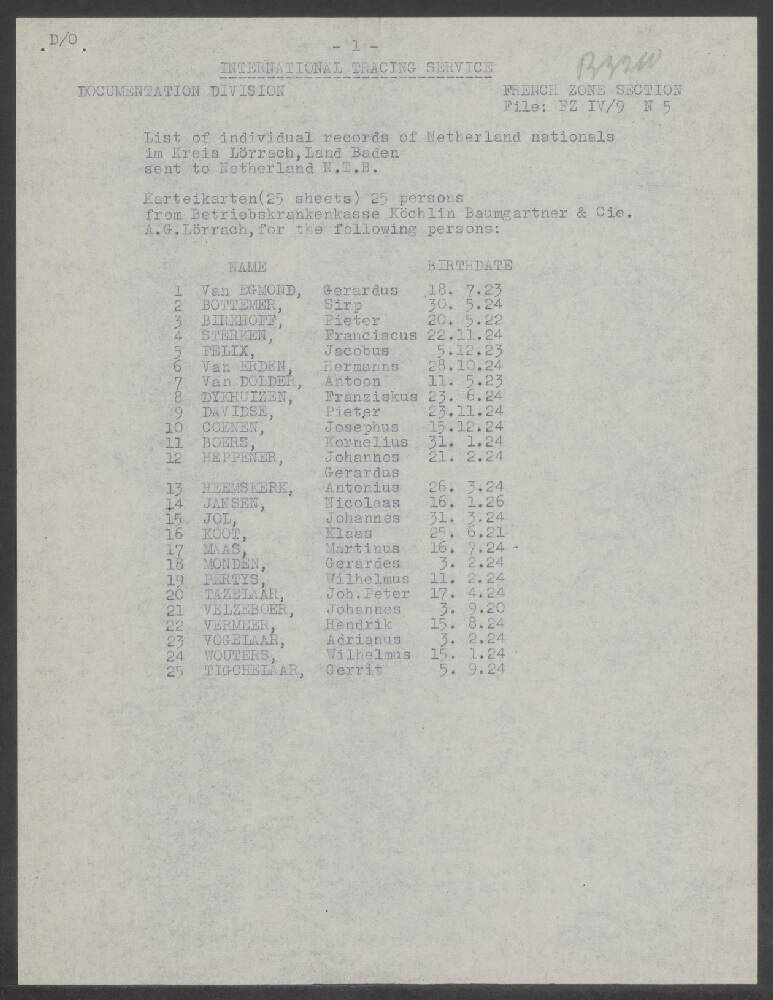 D/O
- 1 -
INTERNATIONAL TRACING SERVICE
DOCUMENTATION DIVISION FRENCH ZONE SECTION
File: FZ IV/9 N 5
List of individual records of Netherland nationals
im Kreis Lörrach, Land Baden
sent to Netherland N.T.B.
Karteikarten(25 sheets) 25 persons
from Betriebskrankenkasse Köchlin Baumgartner & Cie.
A.G.Lörrach, for the following persons:
NAME BIRTHDATE
1 Van EGMOND, Gerardus 18. 7.23
2 BOTTEMER, Sirp 30. 5.24
3 BIRKHOFF, Pieter 20. 5.22
4 STERKEN, Franciscus 22.11.24
5 FELIX, Jacobus 5.12.23
6 Van ERDEN, Hermanns 28.10.24
7 Van DOLDER, Antoon 11. 5.23
8 DYKHUIZEN, Franziskus 23. 6.24
9 DAVIDSE, Pieter 23.11.24
10 COENEN, Josephus 15.12.24
11 BOERS, Kornelius 31. 1.24
12 HEPPENER, Johannos 21. 2.24
Gerardus
13 HEEMSKERK, Antonius 26. 3.24
14 JANSEN, Nicolaas 16. 1.26
15 JOL, Johannes 31. 3.24
16 KOOT, Klaas 25. 6.21
17 MAAS, Martinus 16. 7.24
18 MONDEN, Gerardes 3. 2.24
19 PERTYS, Wilhelmus 11. 2.24
20 TAZELAAR, Joh.Peter 17. 4.24
21 VELZEBOER, Johannes 3. 9.20
22 VERMEER, Hendrik 15. 8.24
23 VOGELAAR, Adrianus 3. 2.24
24 WOUTERS, Wilhelmus 15. 1.24
25 TIGCHELAAR, Gerrit 5. 9.24